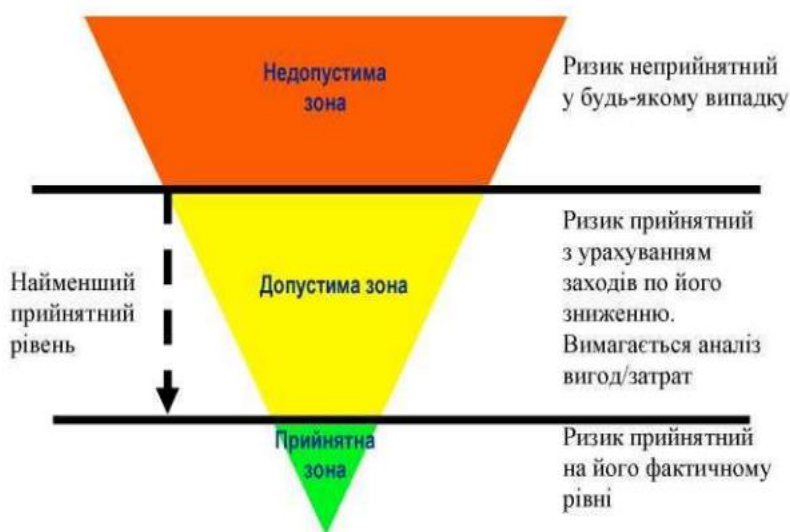 Недопустима
зона
Ризик неприйнятний
у будь-якому випадку
Найменший
прийнятний
рівень
Допустима зона
Ризик прийнятний
з урахуванням
заходів по його
зниженню.
Вимагається аналіз
вигод/затрат
Прийнятна
зона
Ризик прийнятний
на його фактичному
рівні